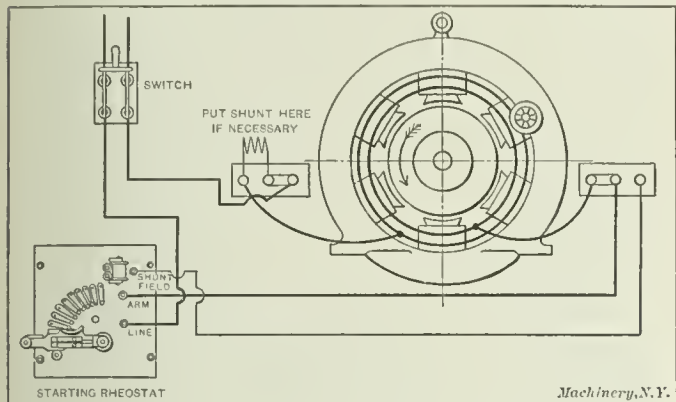 SWITCH
PUT SHUNT HERE
IF NECESSARY
SHUNT
FIELD
ARM
LINE
STARTING RHEOSTAT
Machinery, N.Y.